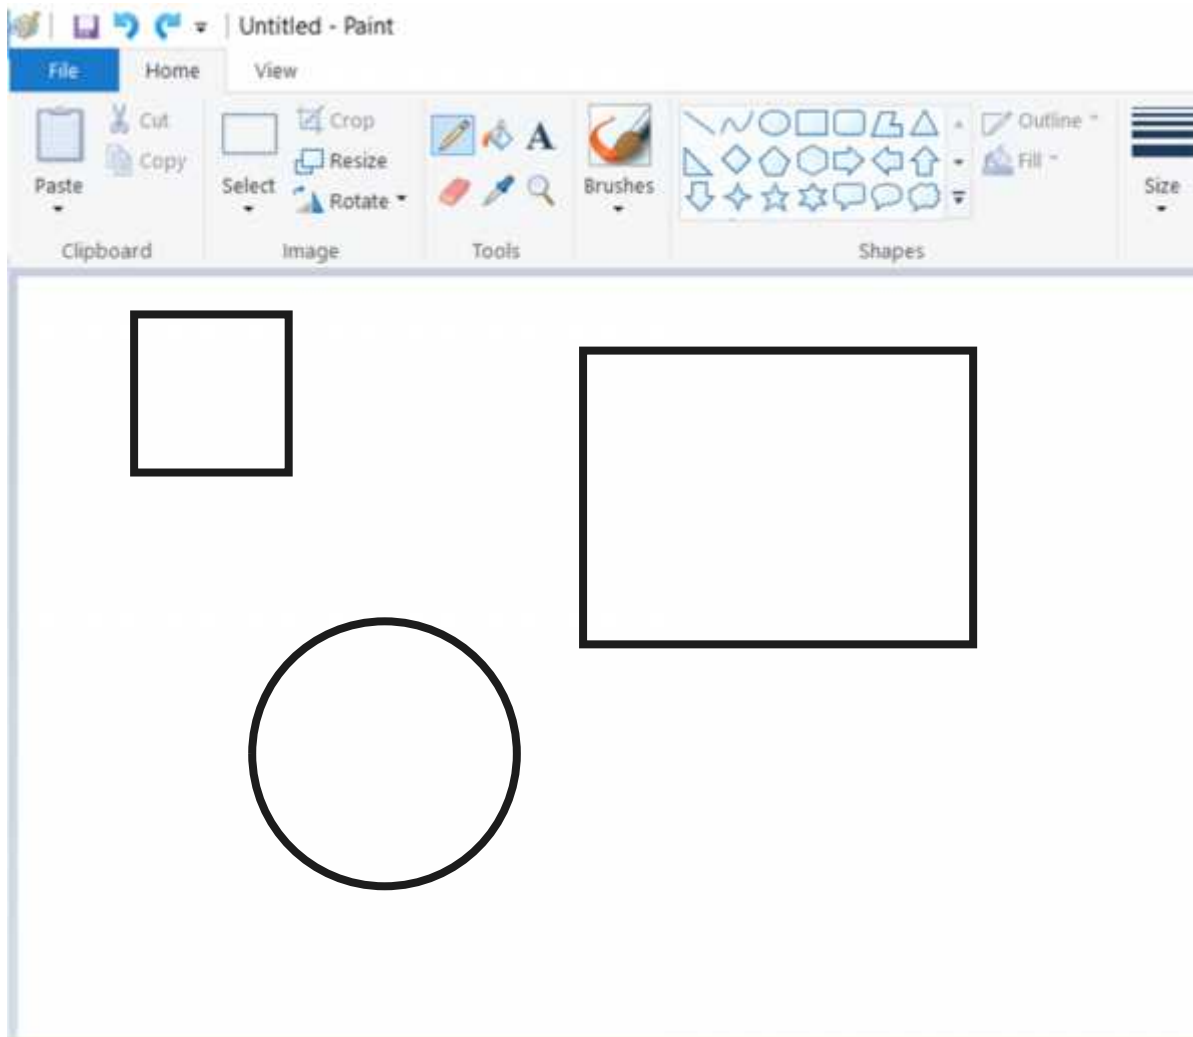 Untitled - Paint
File Home View
Cut Crop Outline
Copy Resize Fill
Paste Select Rotate A Brushes Size
Clipboard Image Tools Shapes